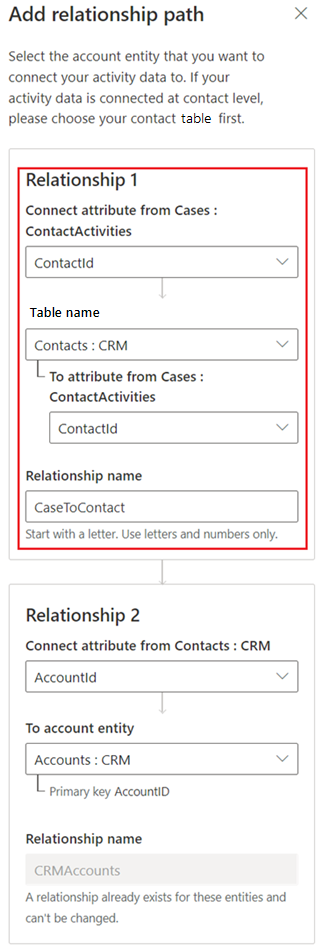 Add relationship path
Select the account entity that you want to
connect your activity data to. If your
activity data is connected at contact level,
please choose your contact table first.
Relationship 1
Connect attribute from Cases :
ContactActivities
ContactId
Table name
Contacts : CRM
To attribute from Cases :
ContactActivities
ContactId
Relationship name
CaseToContact
Start with a letter. Use letters and numbers only.
Relationship 2
Connect attribute from Contacts : CRM
AccountId
To account entity
Accounts : CRM
Primary key AccountID
Relationship name
CRMAccounts
A relationship already exists for these entities and
can't be changed.